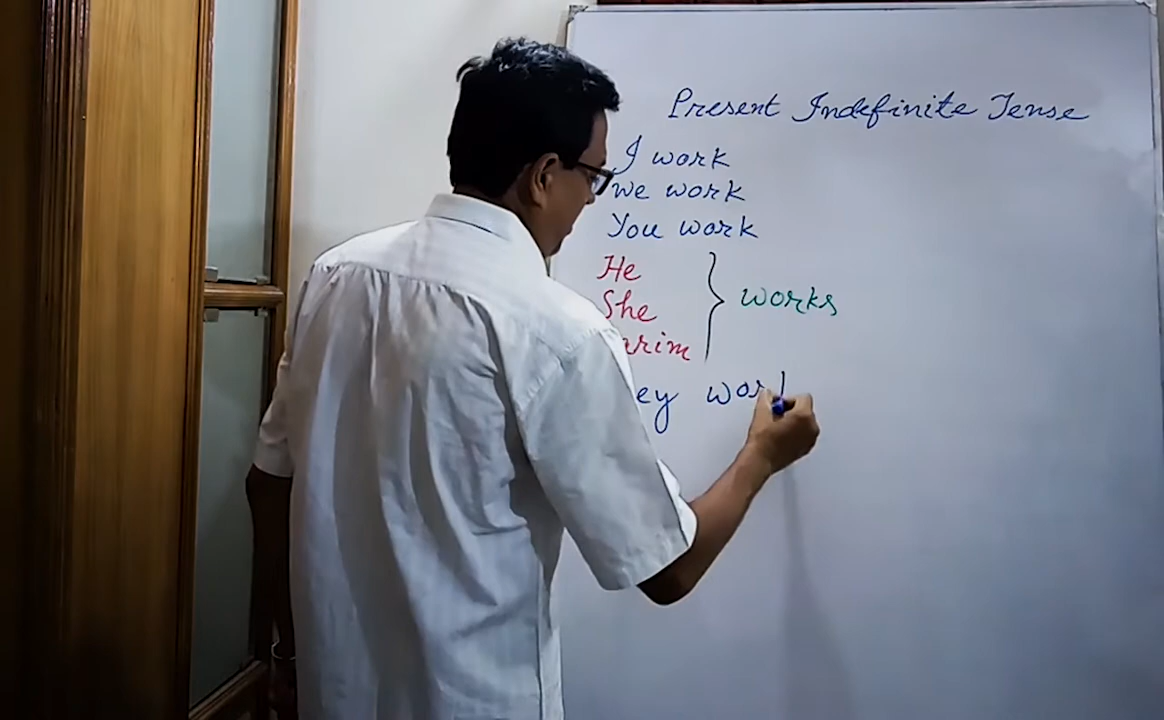 Present Indefinite Tense
I work
We work
You work
He
She
works